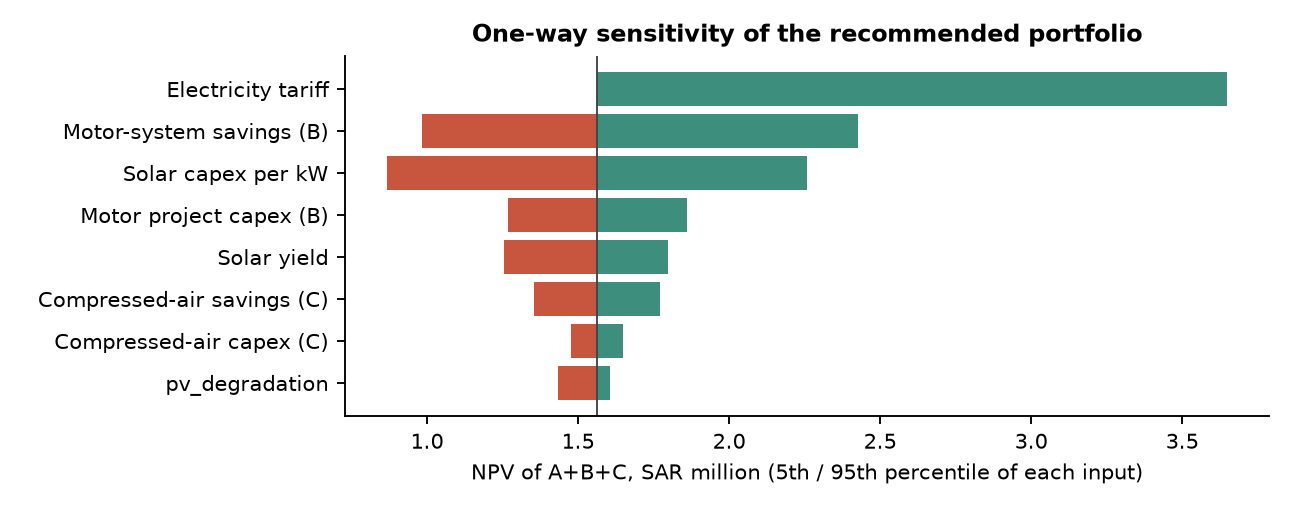 One-way sensitivity of the recommended portfolio
Electricity tariff
Motor-system savings (B)
Solar capex per kW
Motor project capex (B)
Solar yield
Compressed-air savings (C)
Compressed-air capex (C)
pv_degradation
1.0 1.5 2.0 2.5 3.0 3.5
NPV of A+B+C, SAR million (5th / 95th percentile of each input)